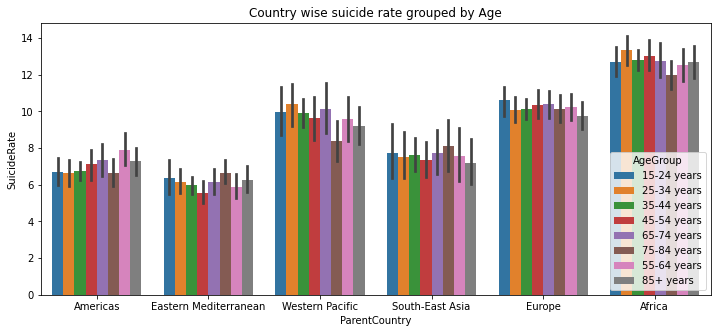 Country wise suicide rate grouped by Age
SuicideRate
14
12
10
8
6
4
2
0
AgeGroup
15-24 years
25-34 years
35-44 years
45-54 years
65-74 years
75-84 years
55-64 years
85+ years
Americas
Eastern Mediterranean
Western Pacific
South-East Asia
Europe
Africa
ParentCountry